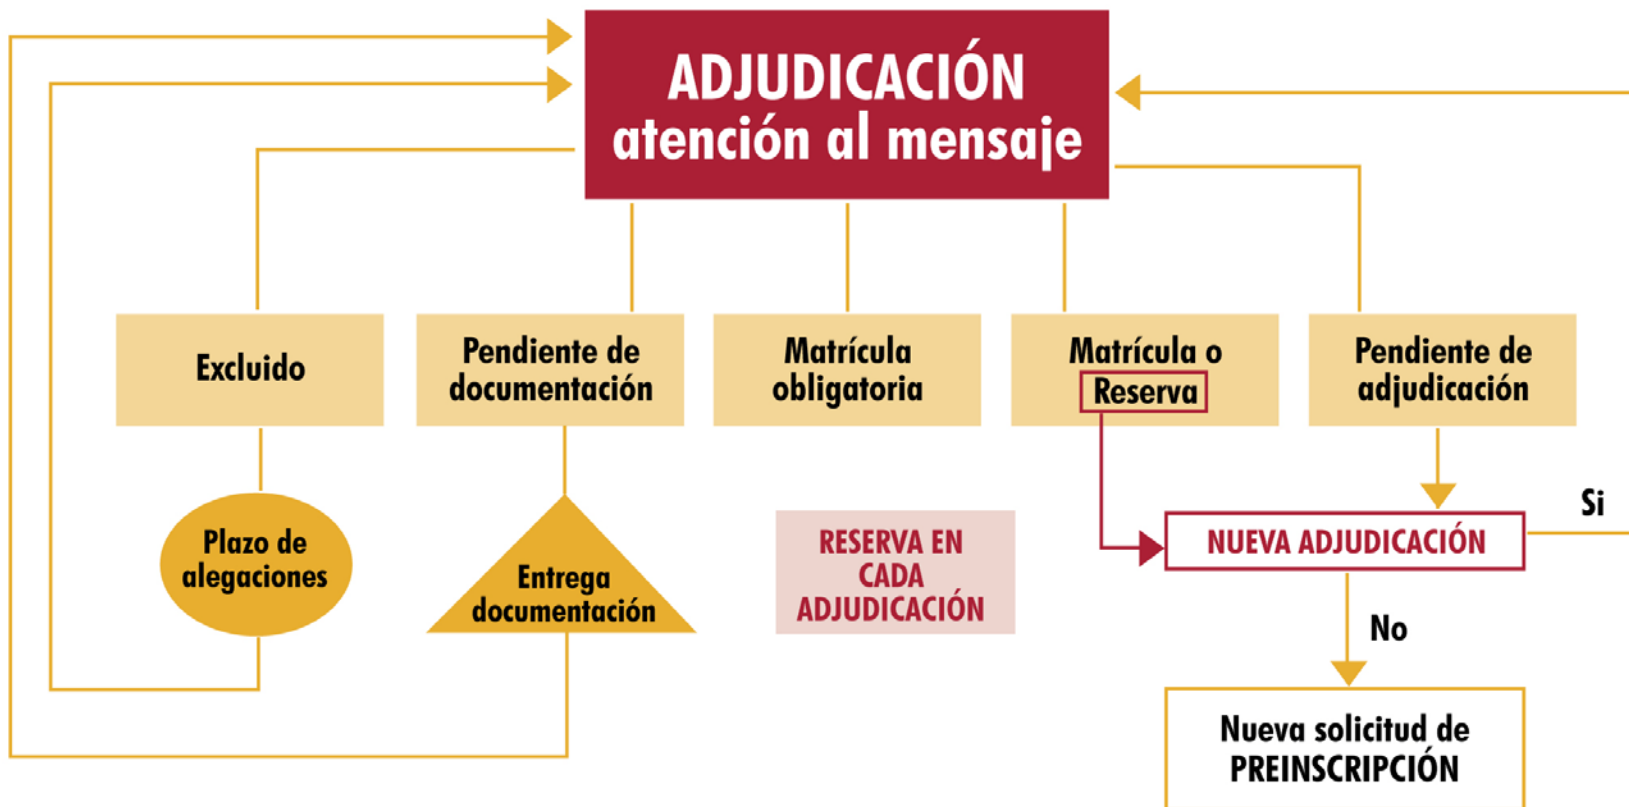 ADJUDICACIÓN
atención al mensaje
Excluido
Pendiente de
documentación
Matrícula
obligatoria
Matrícula o
Reserva
Pendiente de
adjudicación
Plazo de
alegaciones
Entrega
documentación
RESERVA EN
CADA
ADJUDICACIÓN
NUEVA ADJUDICACIÓN
Si
No
Nueva solicitud de
PREINSCRIPCIÓN